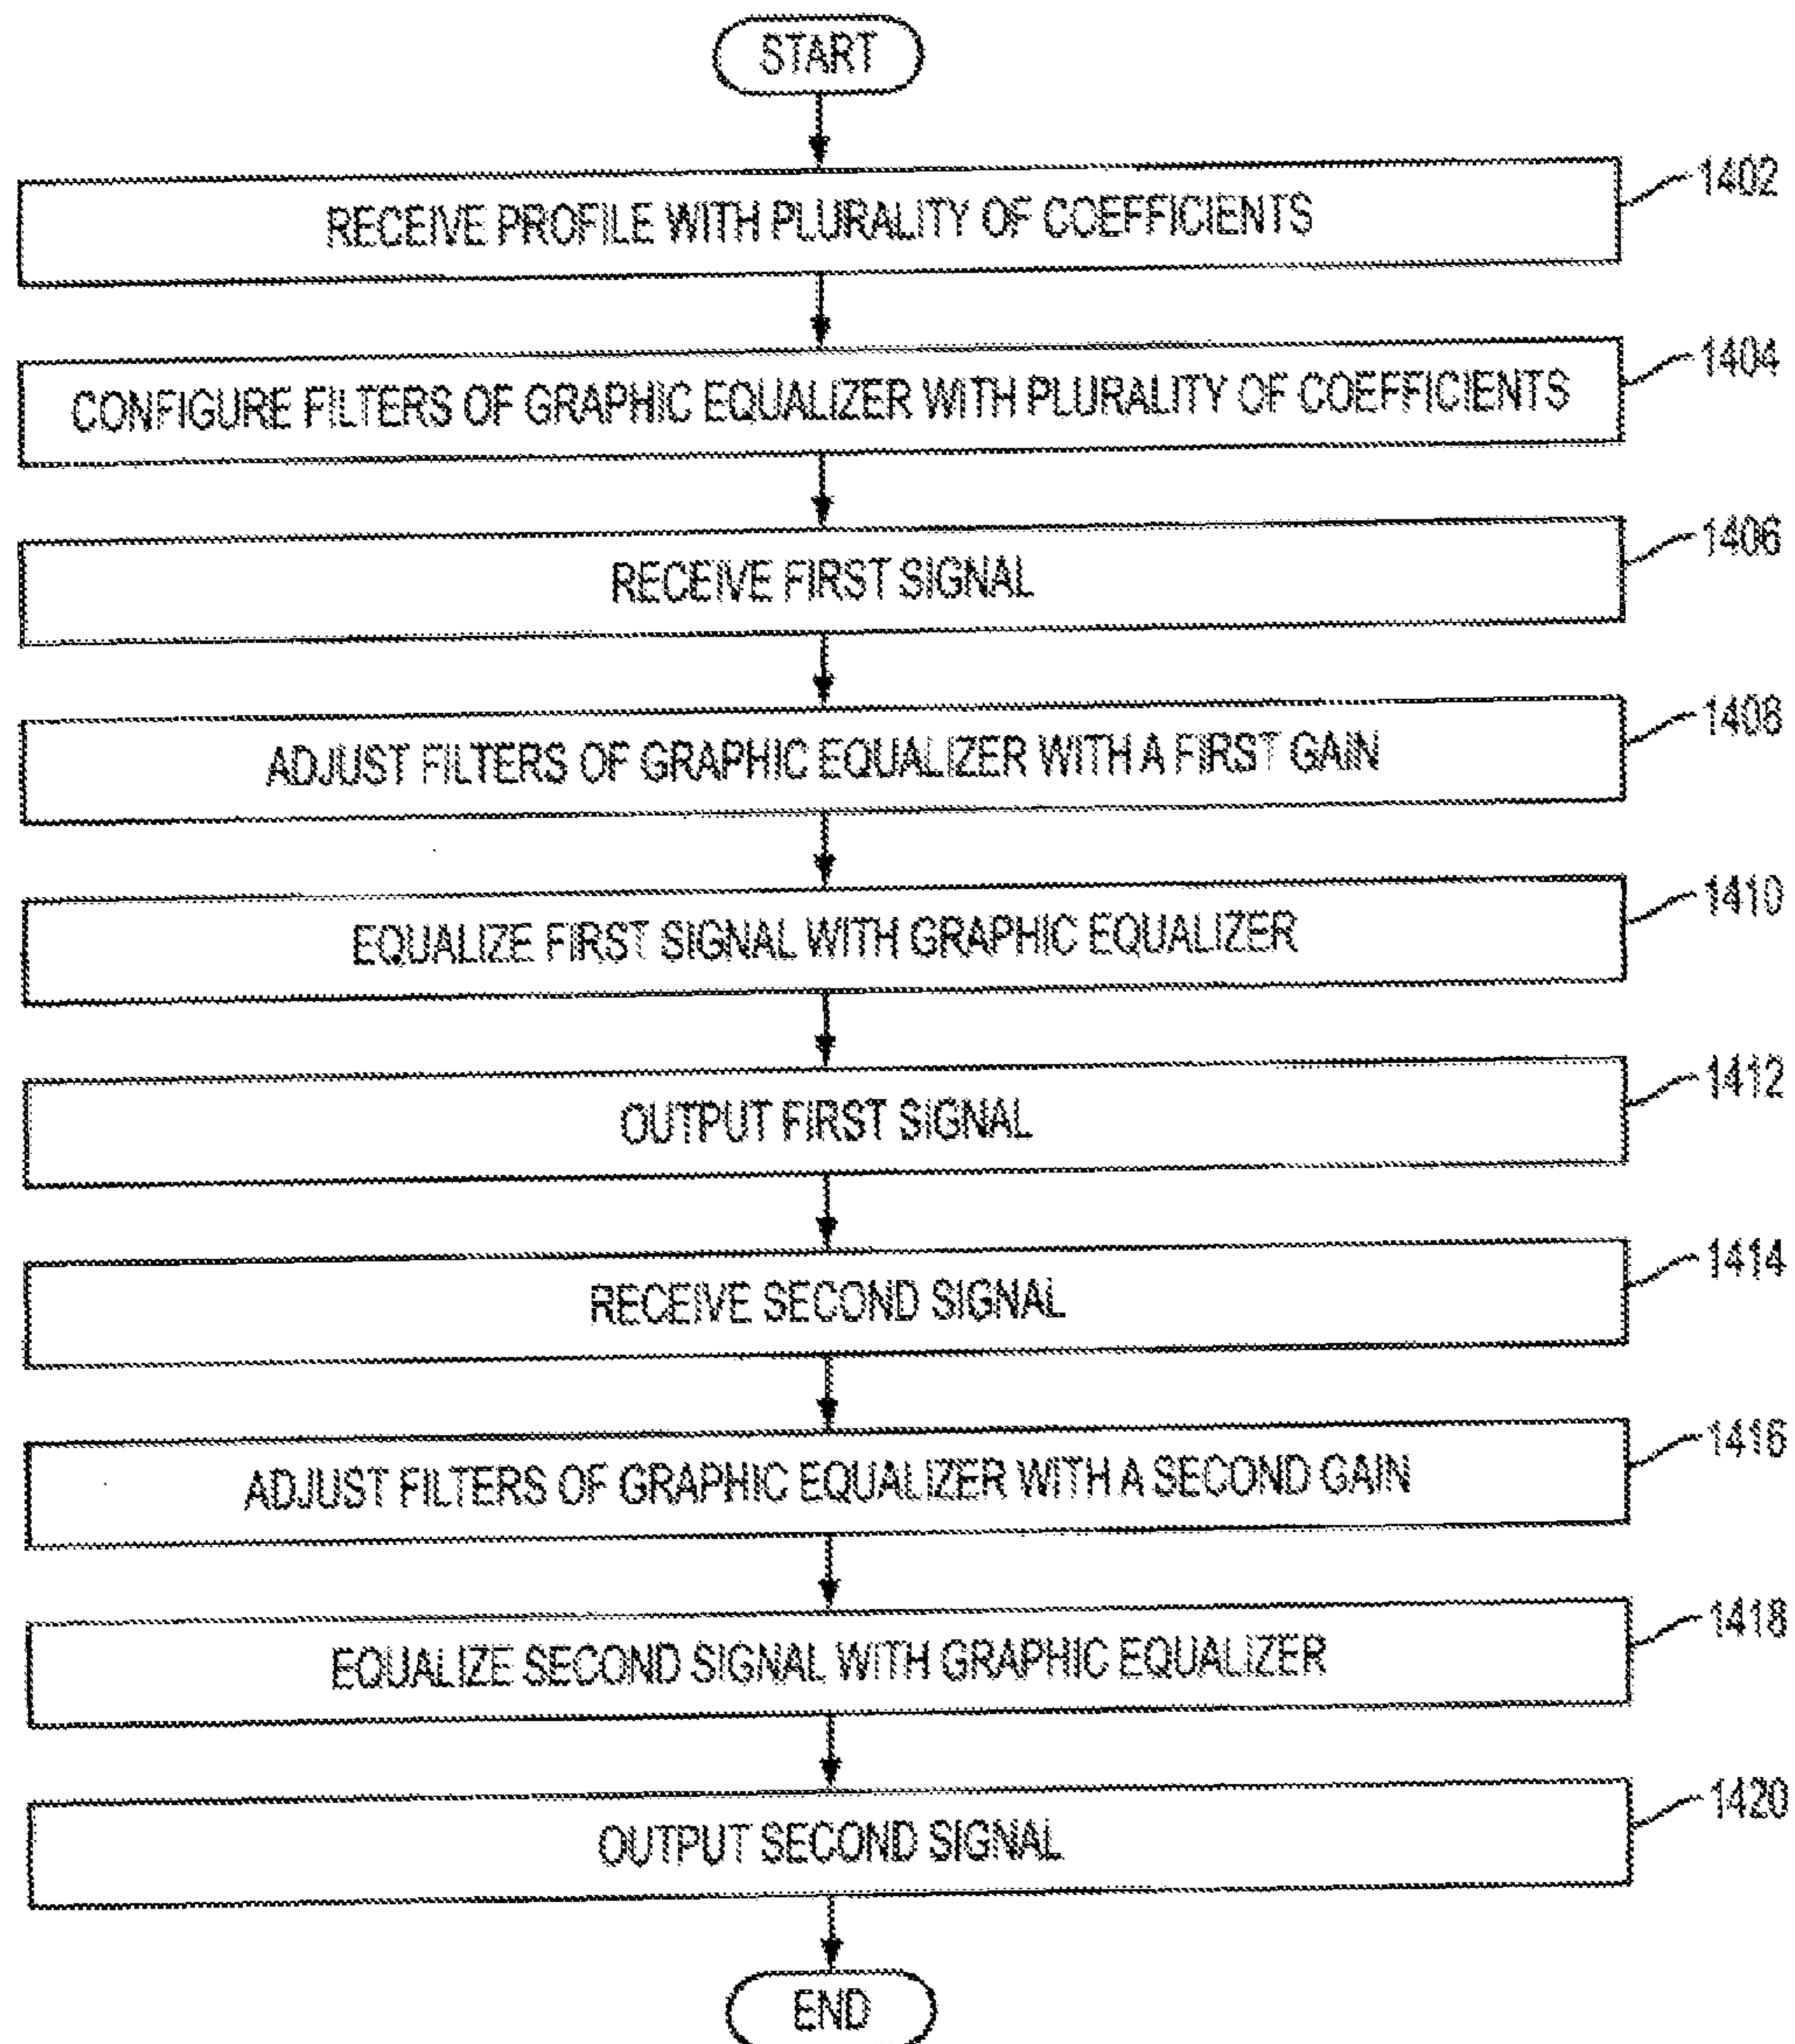 START
RECEIVE PROFILE WITH PLURALITY OF COEFFICIENTS
1402
CONFIGURE FILTERS OF GRAPHIC EQUALIZER WITH PLURALITY OF COEFFICIENTS
1404
RECEIVE FIRST SIGNAL
1406
ADJUST FILTERS OF GRAPHIC EQUALIZER WITH A FIRST GAIN
1408
EQUALIZE FIRST SIGNAL WITH GRAPHIC EQUALIZER
1410
OUTPUT FIRST SIGNAL
1412
RECEIVE SECOND SIGNAL
1414
ADJUST FILTERS OF GRAPHIC EQUALIZER WITH A SECOND GAIN
1416
EQUALIZE SECOND SIGNAL WITH GRAPHIC EQUALIZER
1418
OUTPUT SECOND SIGNAL
1420
END